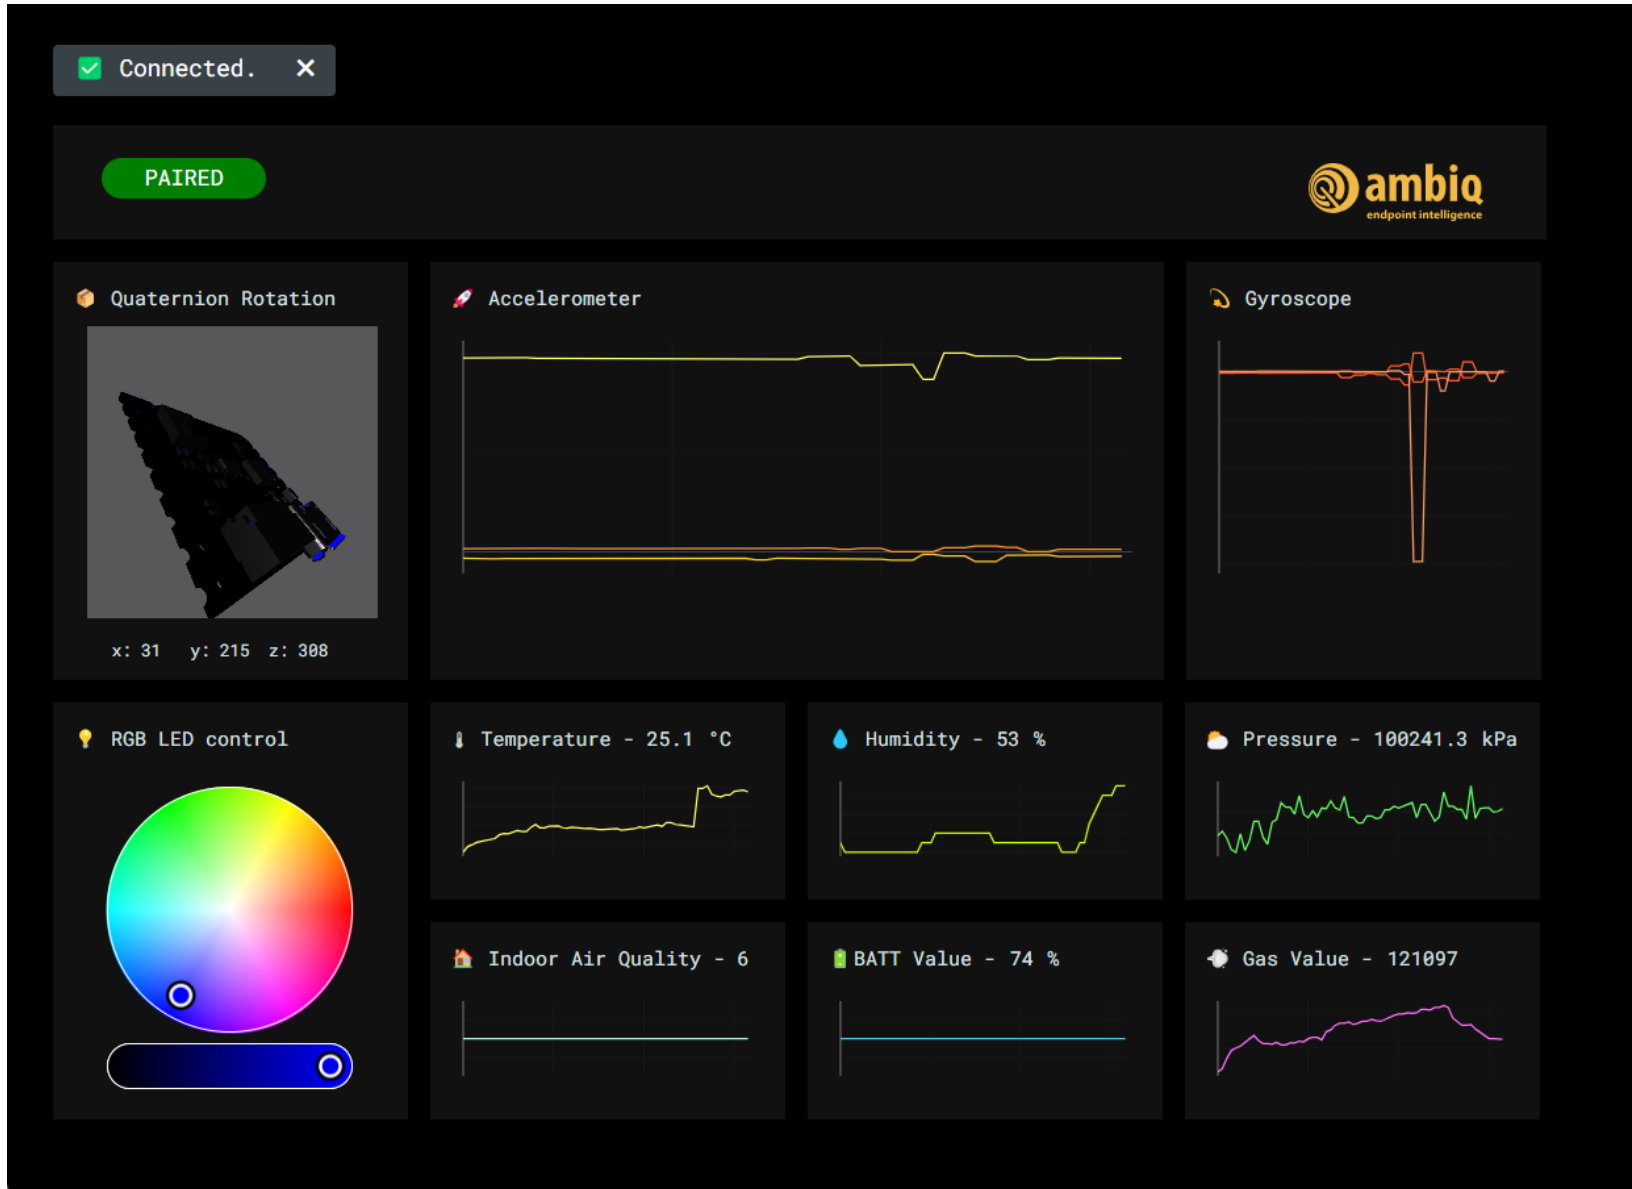 Connected. ✕
PAIRED
ambiq
endpoint intelligence
Quaternion Rotation
x: 31 y: 215 z: 308
Accelerometer
Gyroscope
RGB LED control
Temperature - 25.1 °C
Humidity - 53 %
Pressure - 100241.3 kPa
Indoor Air Quality - 6
BATT Value - 74 %
Gas Value - 121097